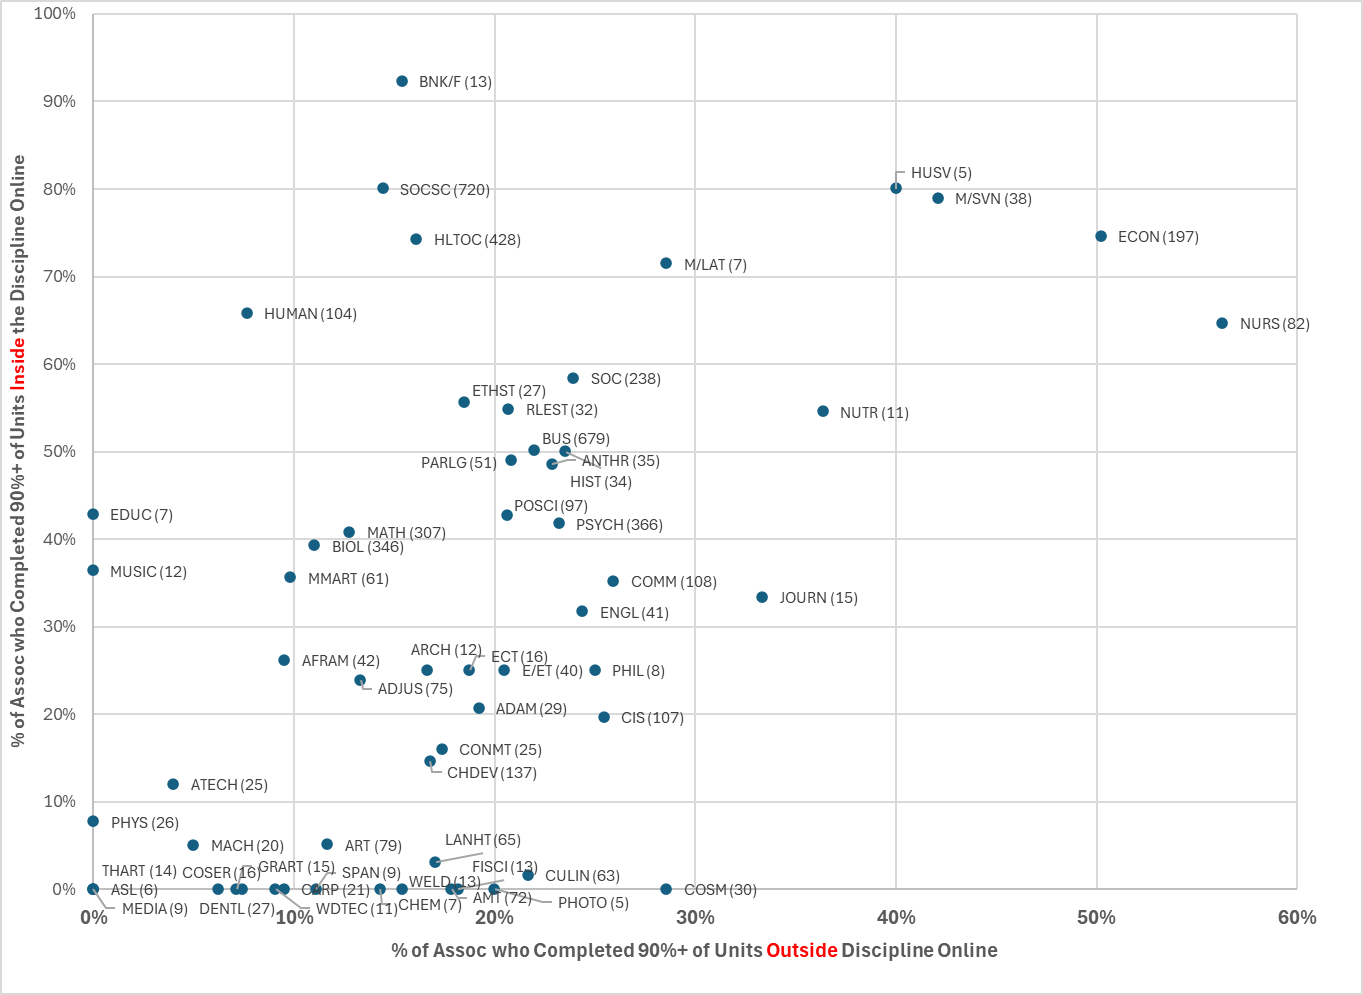 100%
BNK/F (13)
90%
HUSV (5)
80%
SOCSC (720)
M/SVN (38)
HLTOC (428)
ECON (197)
M/LAT (7)
70%
HUMAN (104)
NURS (82)
60%
SOC (238)
ETHST (27)
RLEST (32)
NUTR (11)
BUS (679)
50%
PARLG (51)
ANTHR (35)
HIST (34)
POSCI (97)
EDUC (7)
PSYCH (366)
MATH (307)
40%
BIOL (346)
MUSIC (12)
MMART (61)
COMM (108)
JOURN (15)
ENGL (41)
30%
ARCH (12)
ECT (16)
AFRAM (42)
E/ET (40)
PHIL (8)
ADJUS (75)
20%
ADAM (29)
CIS (107)
CONMT (25)
CHDEV (137)
ATECH (25)
10%
PHYS (26)
LANHT (65)
MACH (20)
ART (79)
GRART (15)
FISCI (13)
THART (14)
COSER (16)
SPAN (9)
CULIN (63)
WELD (13)
0%
ASL (6)
CARP (21)
COSM (30)
AMT (72)
PHOTO (5)
CHEM (7)
MEDIA (9)
DENTL (27)
WDTEC (11)
0%
10%
20%
30%
40%
50%
60%
% of Assoc who Completed 90%+ of Units Inside the Discipline Online
% of Assoc who Completed 90%+ of Units Outside Discipline Online